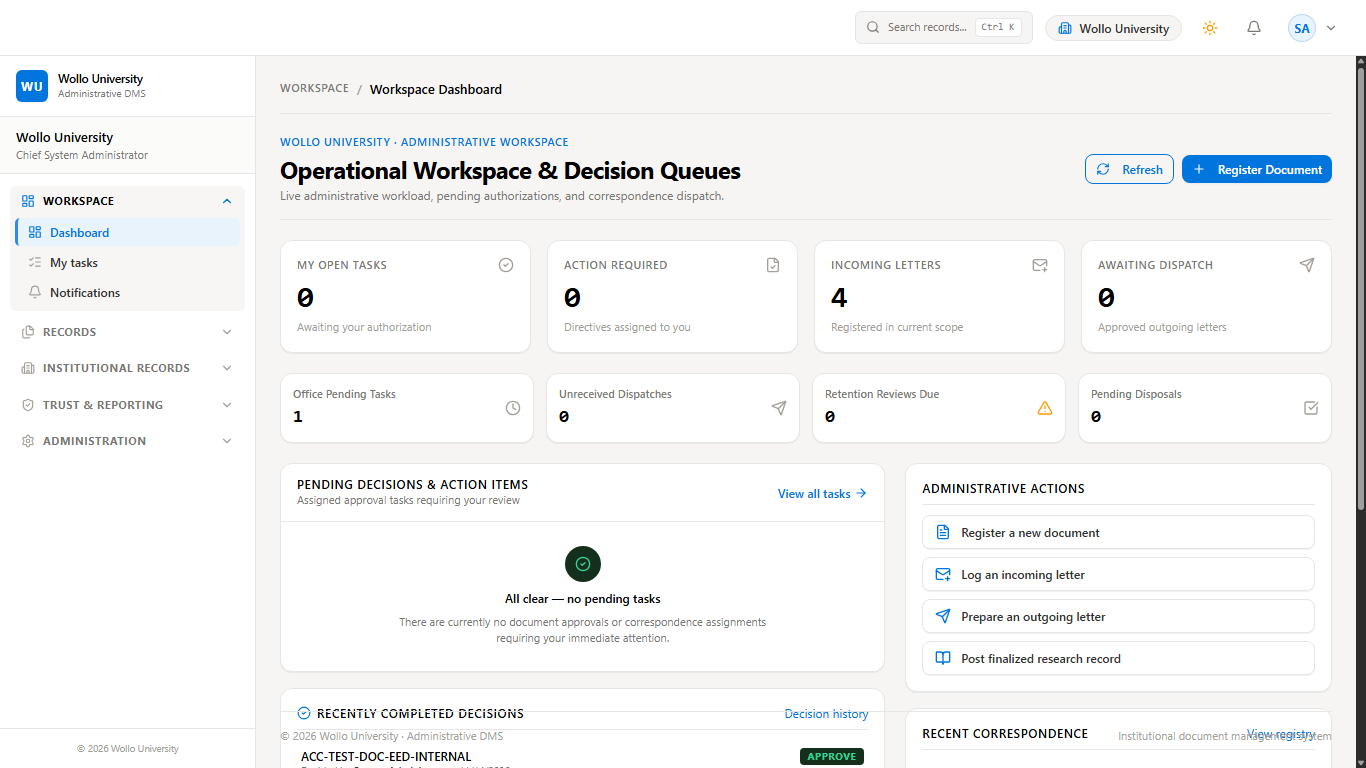 Search records... Ctrl K
Wollo University
SA
WU
Wollo University
Administrative DMS
Wollo University
Chief System Administrator
WORKSPACE
Dashboard
My tasks
Notifications
RECORDS
INSTITUTIONAL RECORDS
TRUST & REPORTING
ADMINISTRATION
© 2026 Wollo University
WORKSPACE / Workspace Dashboard
WOLLO UNIVERSITY · ADMINISTRATIVE WORKSPACE
Operational Workspace & Decision Queues
Live administrative workload, pending authorizations, and correspondence dispatch.
Refresh
Register Document
MY OPEN TASKS
0
Awaiting your authorization
ACTION REQUIRED
0
Directives assigned to you
INCOMING LETTERS
4
Registered in current scope
AWAITING DISPATCH
0
Approved outgoing letters
Office Pending Tasks
1
Unreceived Dispatches
0
Retention Reviews Due
0
Pending Disposals
0
PENDING DECISIONS & ACTION ITEMS
Assigned approval tasks requiring your review
View all tasks
All clear — no pending tasks
There are currently no document approvals or correspondence assignments
requiring your immediate attention.
RECENTLY COMPLETED DECISIONS
Decision history
© 2026 Wollo University · Administrative DMS
ACC-TEST-DOC-EED-INTERNAL
APPROVE
ADMINISTRATIVE ACTIONS
Register a new document
Log an incoming letter
Prepare an outgoing letter
Post finalized research record
RECENT CORRESPONDENCE
View registry
Institutional document management system